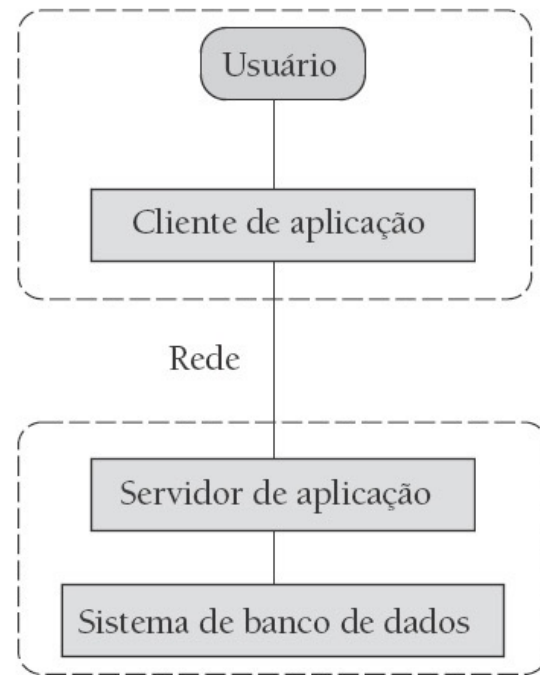 Usuário
Cliente de aplicação
Rede
Servidor de aplicação
Sistema de banco de dados